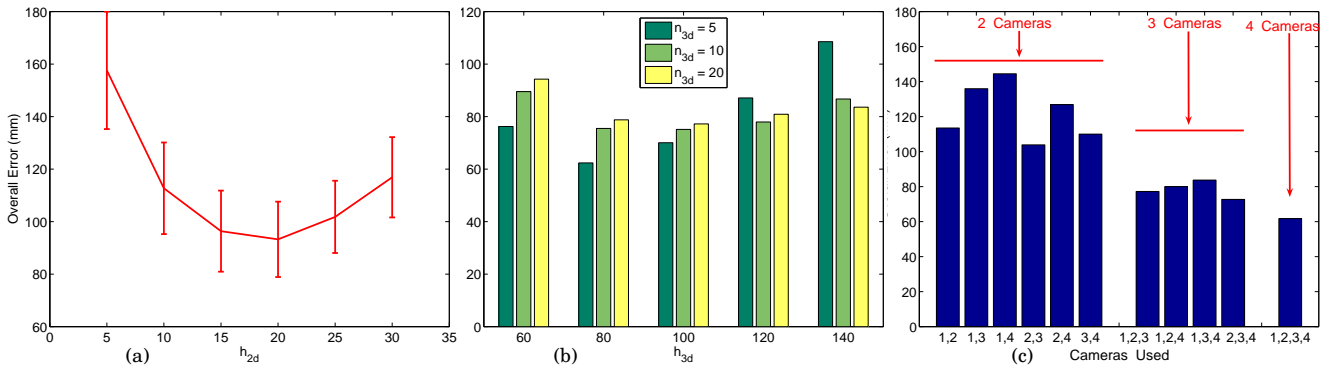 180
160
140
120
100
80
60
Overall Error (mm)
0 5 10 15 20 25 30 35
h2d
(a)
n3d = 5
n3d = 10
n3d = 20
120
100
80
60
40
20
0
60 80 100 120 140
h3d
(b)
2 Cameras
3 Cameras
4 Cameras
180
160
140
120
100
80
60
40
20
0
1,2 1,3 1,4 2,3 2,4 3,4 1,2,3 1,2,4 1,3,4 2,3,4 1,2,3,4
Cameras Used
(c)